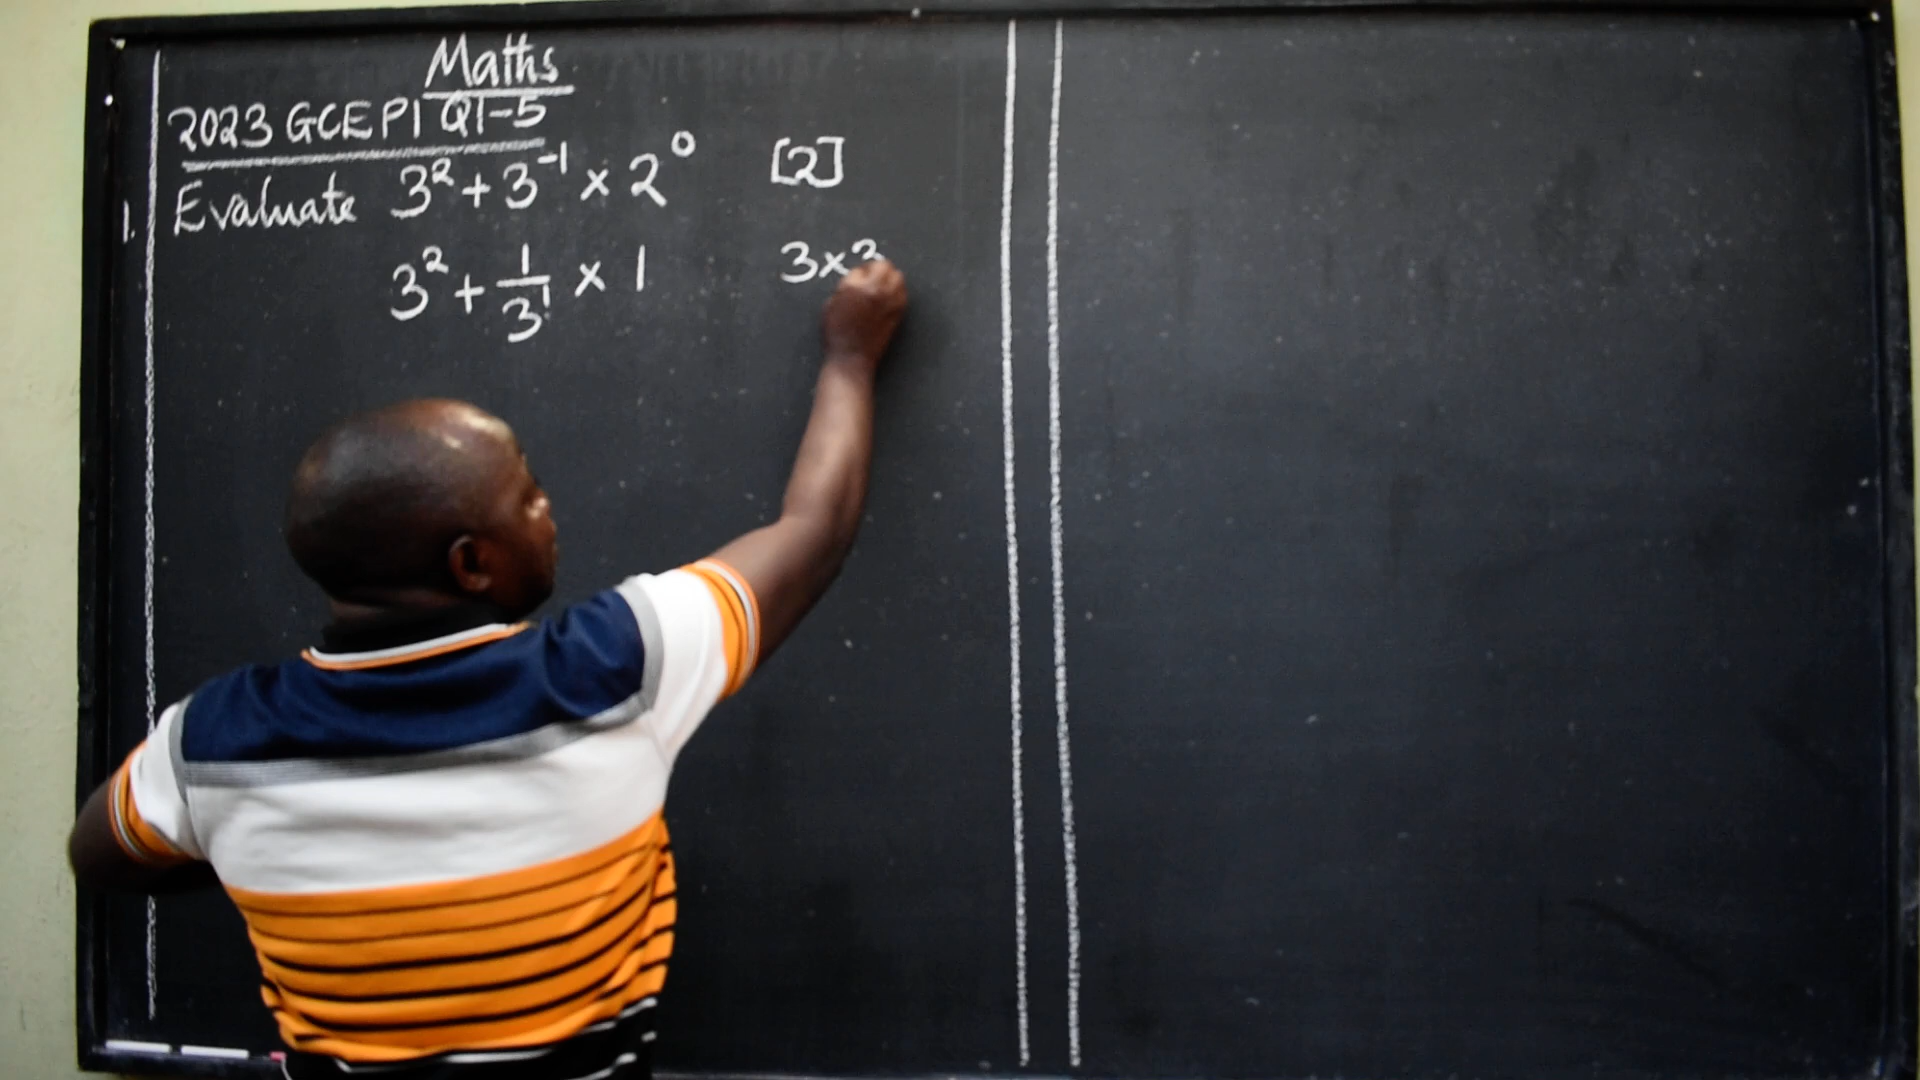 Maths
2023 GCE P1 Q1-5
1. Evaluate 3² + 3⁻¹ × 2⁰ [2]
3² + 1/3¹ × 1 3×3